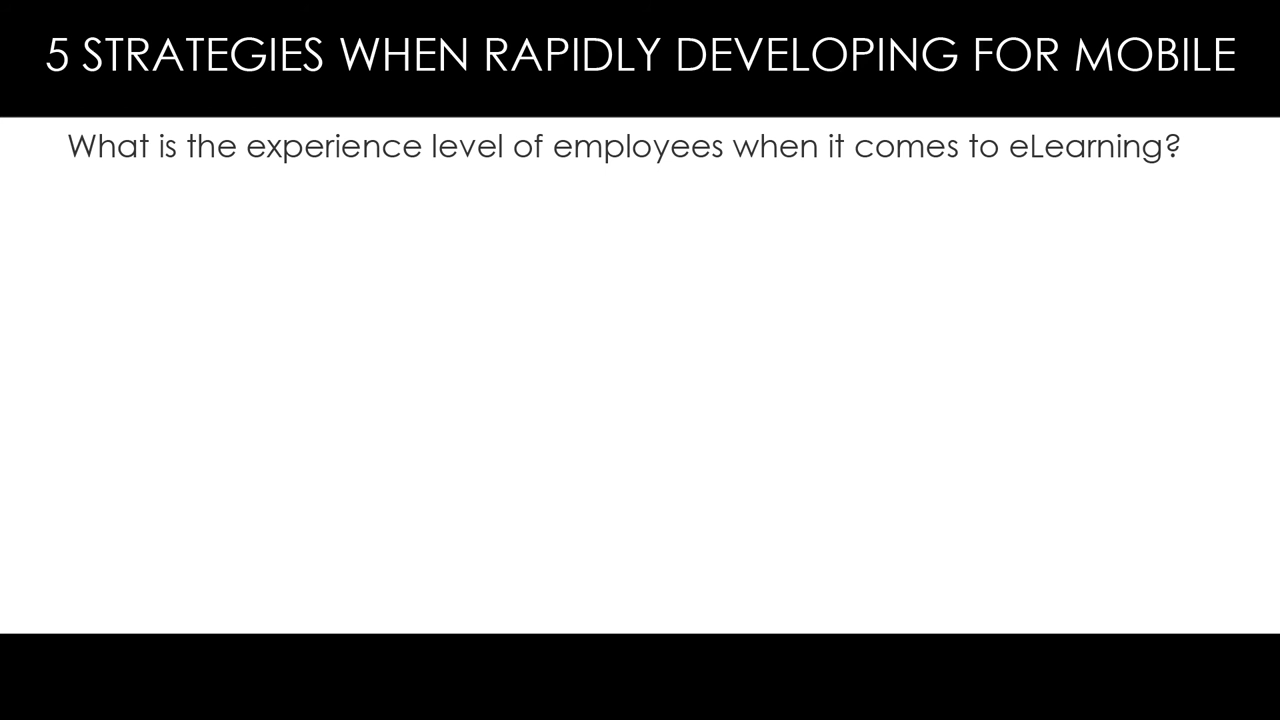 5 STRATEGIES WHEN RAPIDLY DEVELOPING FOR MOBILE
What is the experience level of employees when it comes to eLearning?